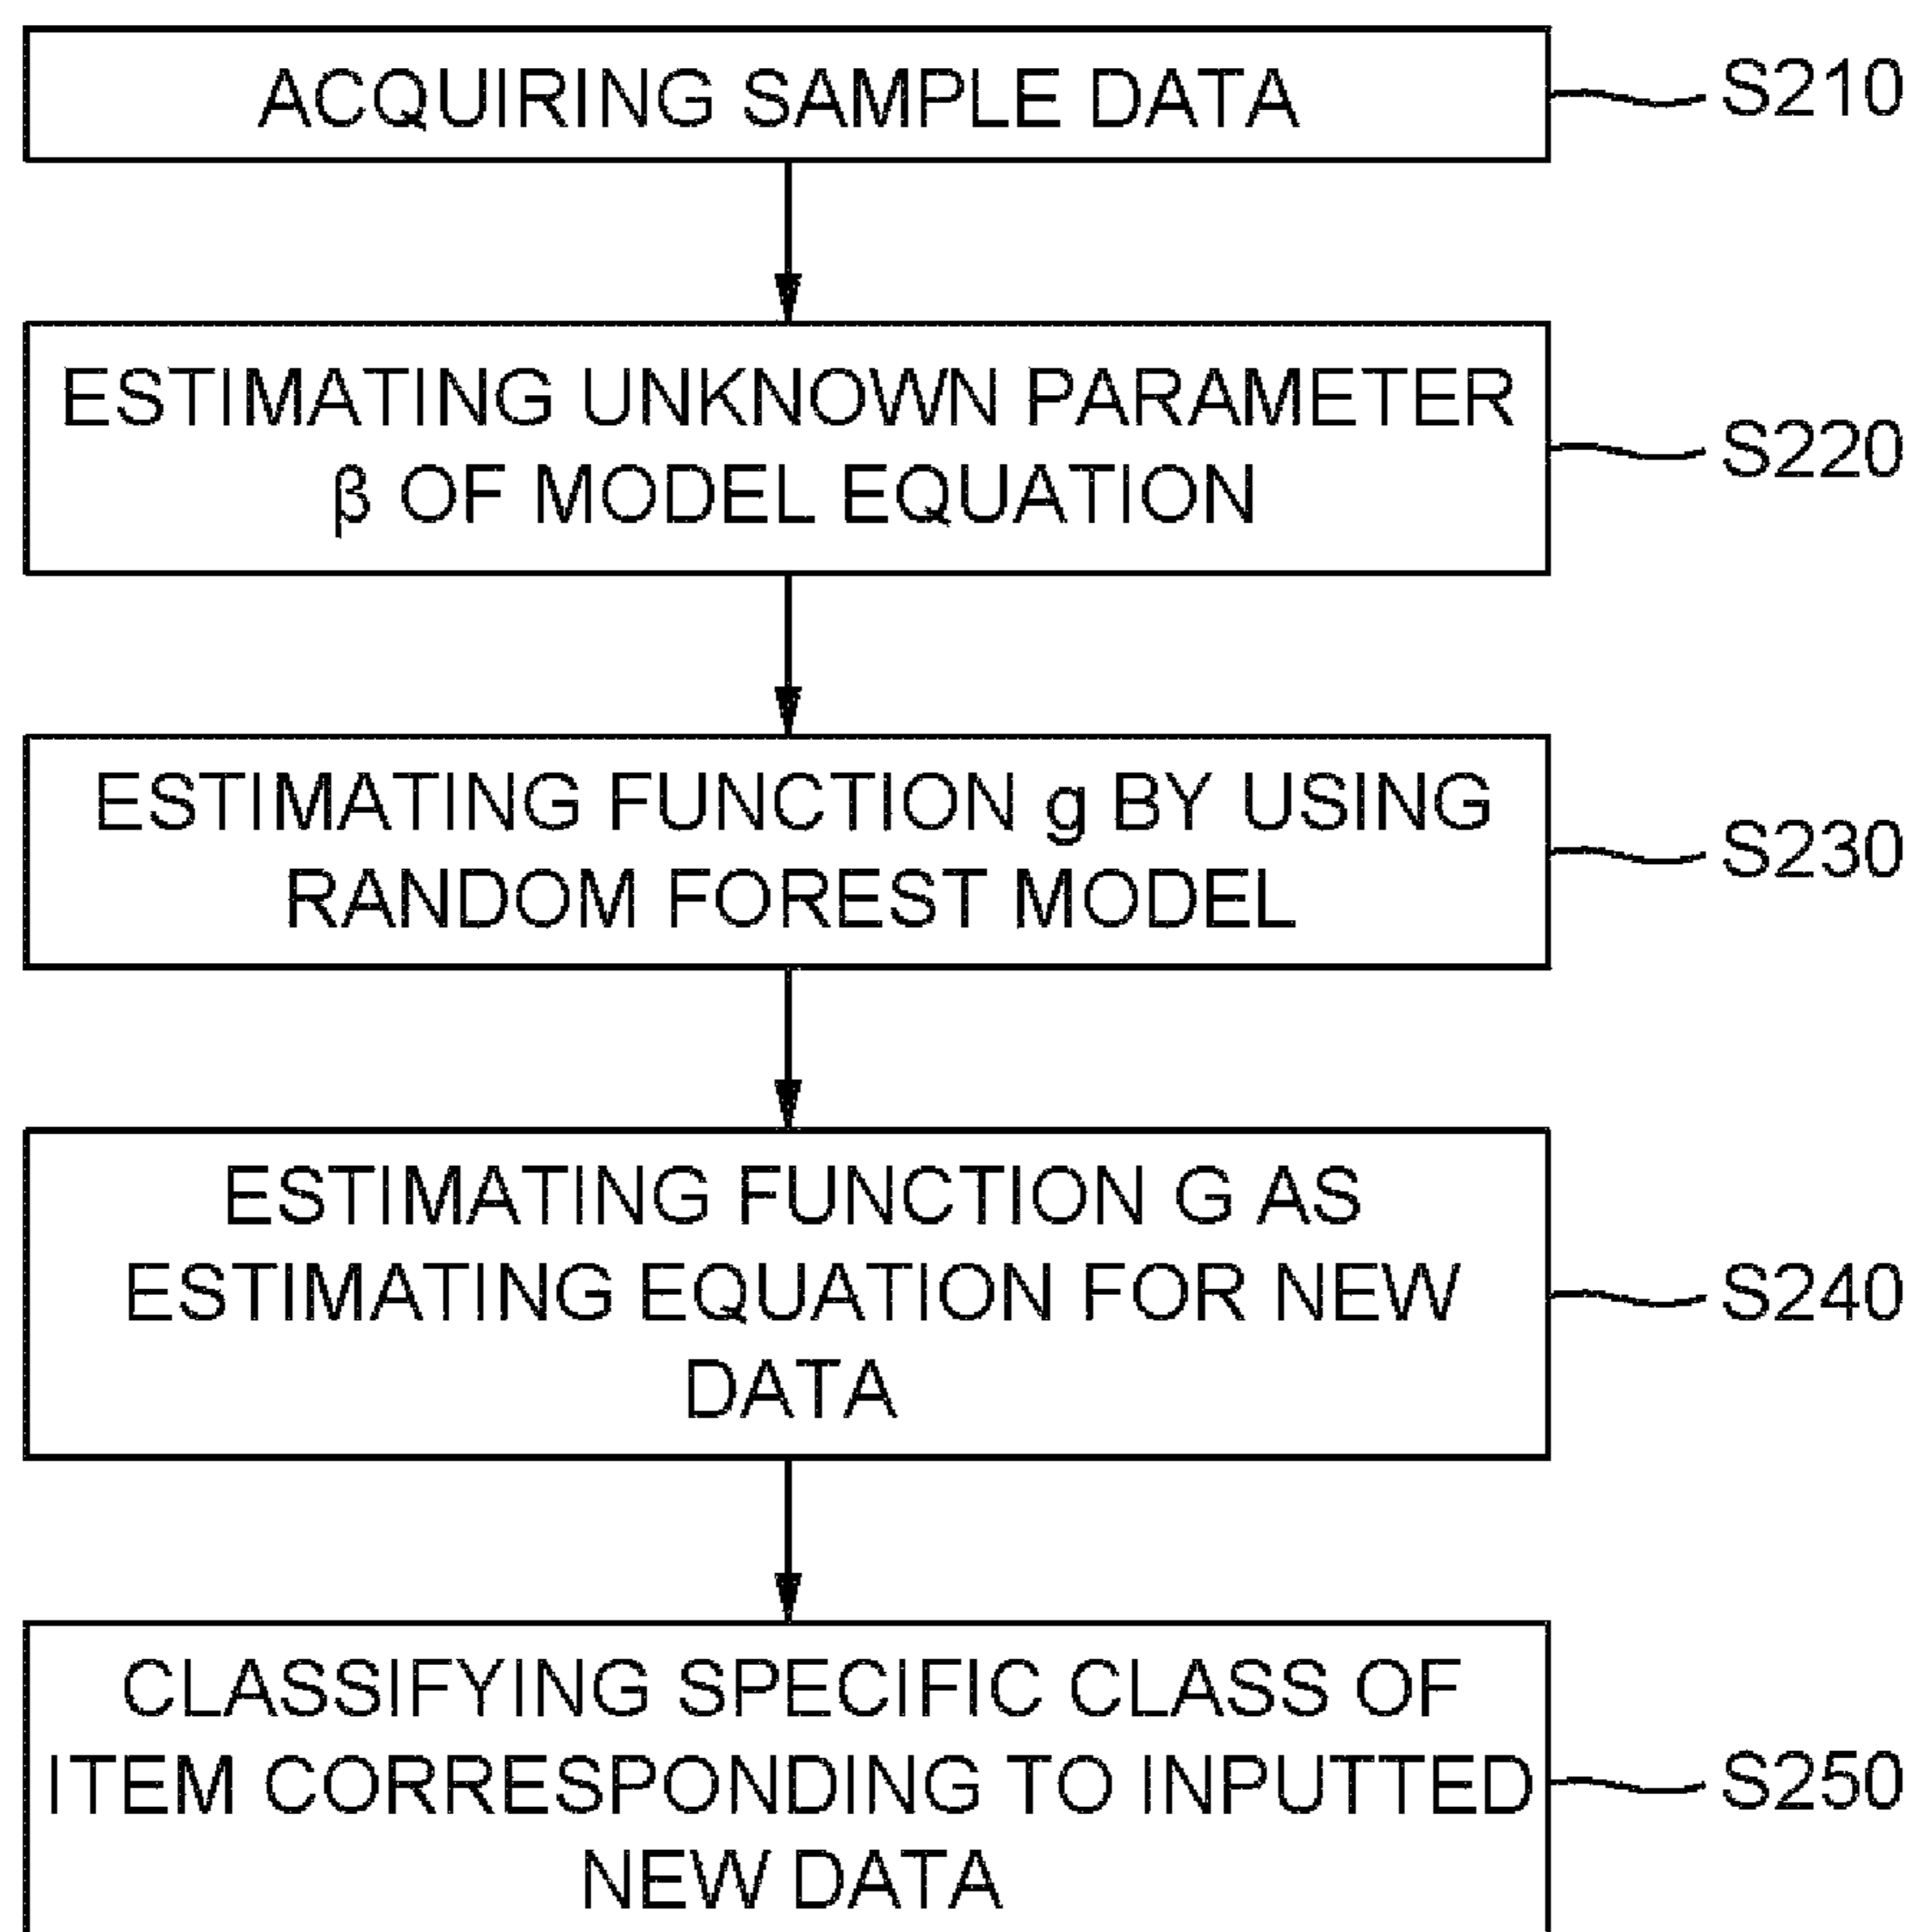 ACQUIRING SAMPLE DATA
S210
ESTIMATING UNKNOWN PARAMETER
β OF MODEL EQUATION
S220
ESTIMATING FUNCTION g BY USING
RANDOM FOREST MODEL
S230
ESTIMATING FUNCTION G AS
ESTIMATING EQUATION FOR NEW
DATA
S240
CLASSIFYING SPECIFIC CLASS OF
ITEM CORRESPONDING TO INPUTTED
NEW DATA
S250